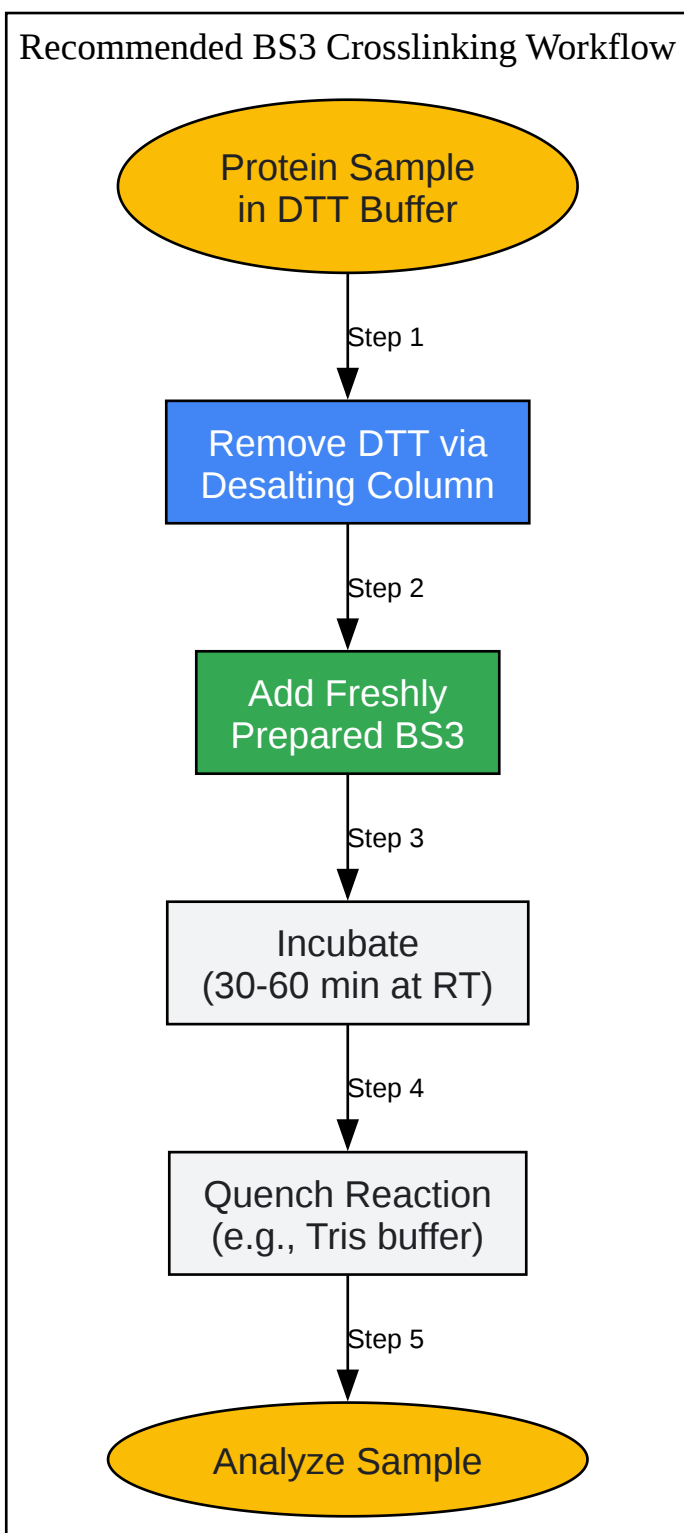 Recommended BS3 Crosslinking Workflow
Protein Sample
in DTT Buffer
Step 1
Remove DTT via
Desalting Column
Step 2
Add Freshly
Prepared BS3
Step 3
Incubate
(30-60 min at RT)
Step 4
Quench Reaction
(e.g., Tris buffer)
Step 5
Analyze Sample